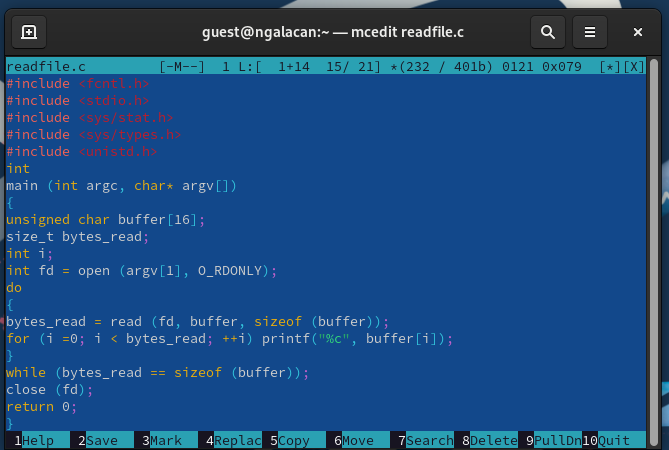 guest@ngalacan:~ — mcedit readfile.c
readfile.c [-M--] 1 L:[ 1+14 15/ 21] *(232 / 401b) 0121 0x079 [*][X]
#include <fcntl.h>
#include <stdio.h>
#include <sys/stat.h>
#include <sys/types.h>
#include <unistd.h>
int
main (int argc, char* argv[])
{
unsigned char buffer[16];
size_t bytes_read;
int i;
int fd = open (argv[1], O_RDONLY);
do
{
bytes_read = read (fd, buffer, sizeof (buffer));
for (i =0; i < bytes_read; ++i) printf("%c", buffer[i]);
}
while (bytes_read == sizeof (buffer));
close (fd);
return 0;
}
1Help 2Save 3Mark 4Replac 5Copy 6Move 7Search 8Delete 9PullDn 10Quit